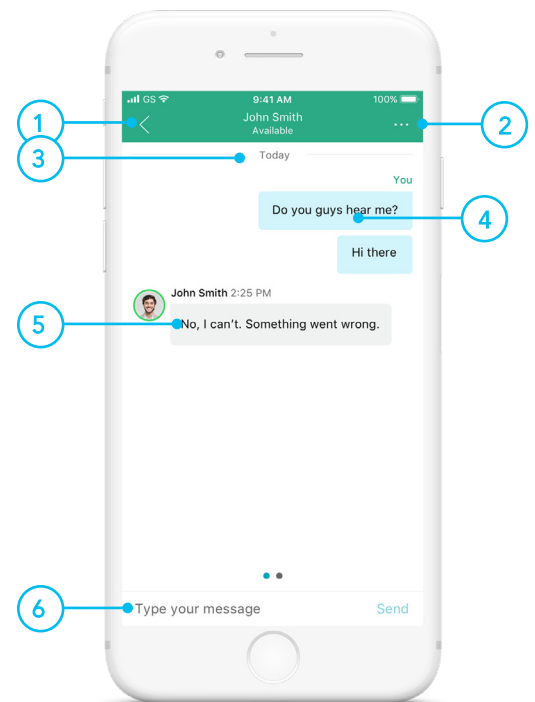 GS 9:41 AM 100%
1 John Smith 2
Available
3 Today
You
Do you guys hear me?
4
Hi there
John Smith 2:25 PM
5 No, I can't. Something went wrong.
6 Type your message Send